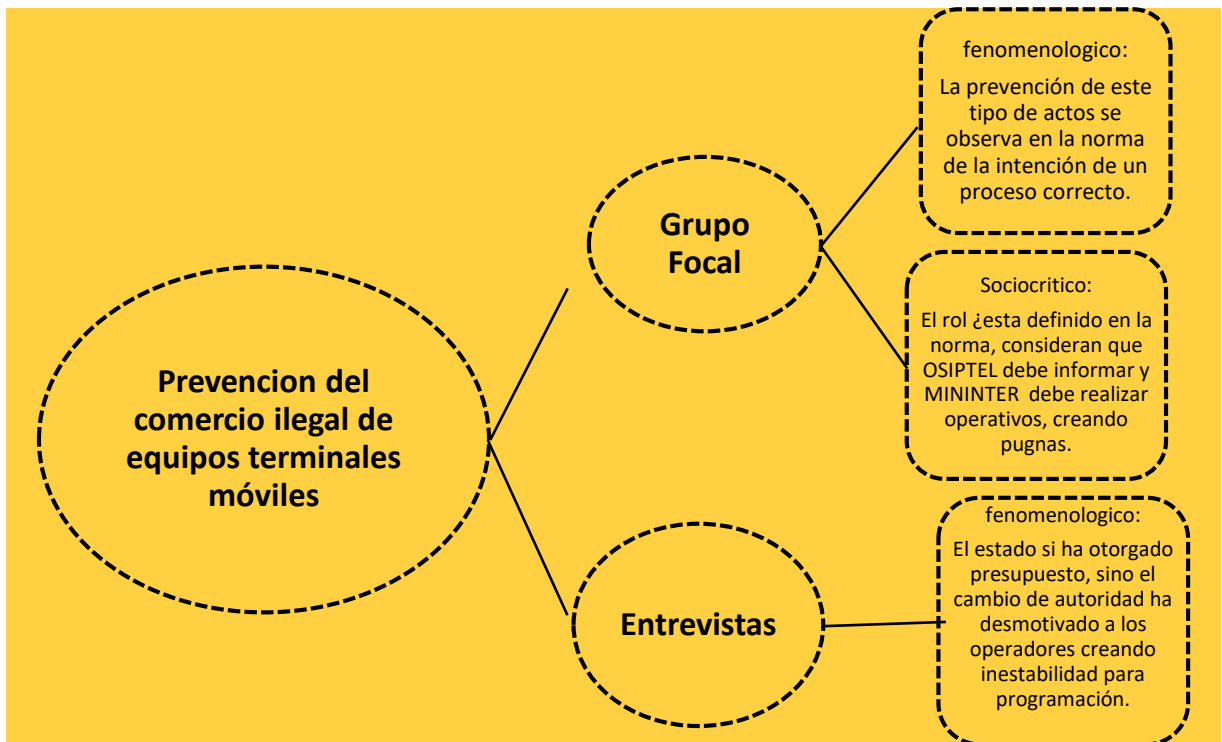 fenomenologico:
La prevención de este
tipo de actos se
observa en la norma
de la intención de un
proceso correcto.
Grupo
Focal
Sociocritico:
El rol ¿esta definido en la
norma, consideran que
OSIPTEL debe informar y
MININTER debe realizar
operativos, creando
pugnas.
Prevencion del
comercio ilegal de
equipos terminales
móviles
fenomenologico:
El estado si ha otorgado
presupuesto, sino el
cambio de autoridad ha
desmotivado a los
operadores creando
inestabilidad para
programación.
Entrevistas